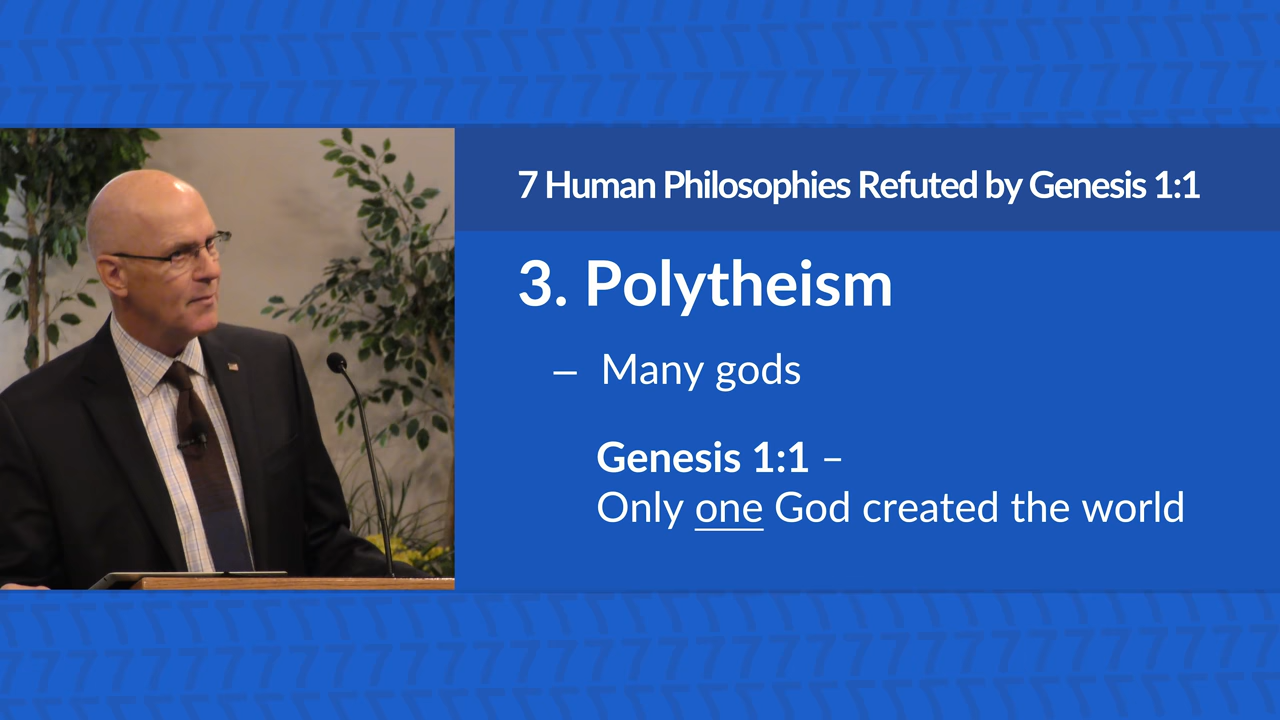 7 Human Philosophies Refuted by Genesis 1:1
3. Polytheism
– Many gods
Genesis 1:1 –
Only one God created the world